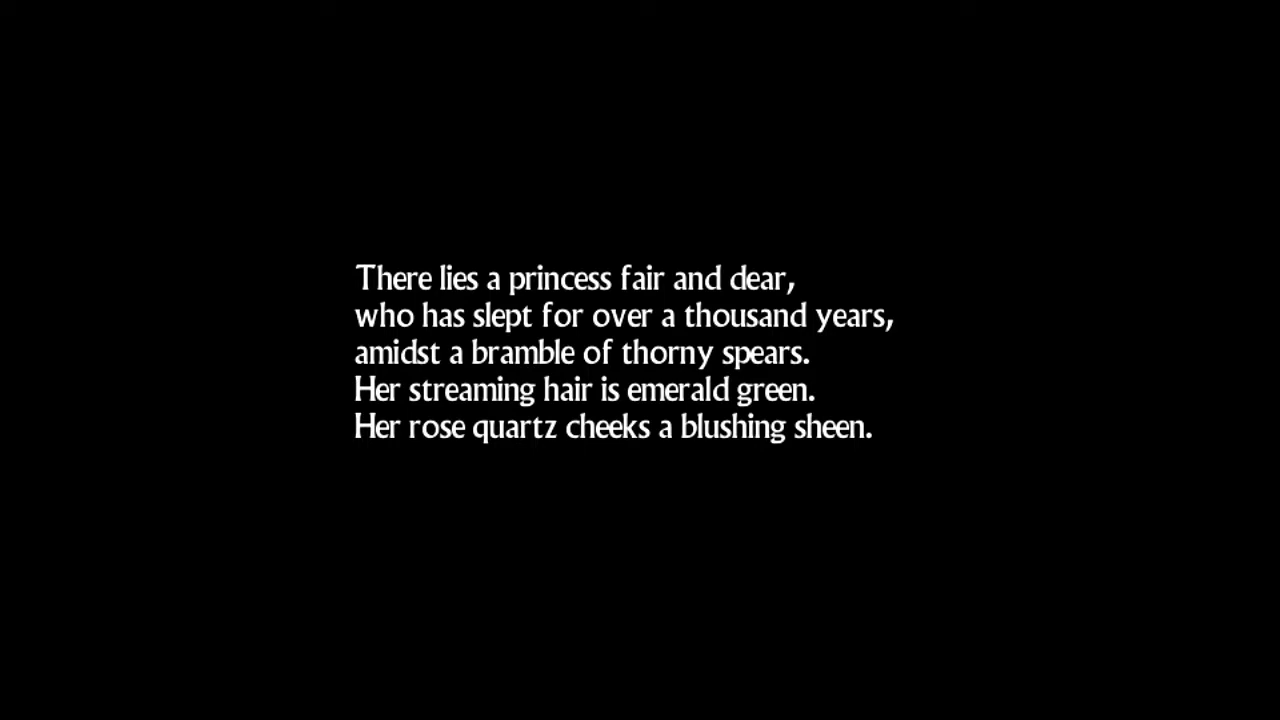 There lies a princess fair and dear,
who has slept for over a thousand years,
amidst a bramble of thorny spears.
Her streaming hair is emerald green.
Her rose quartz cheeks a blushing sheen.